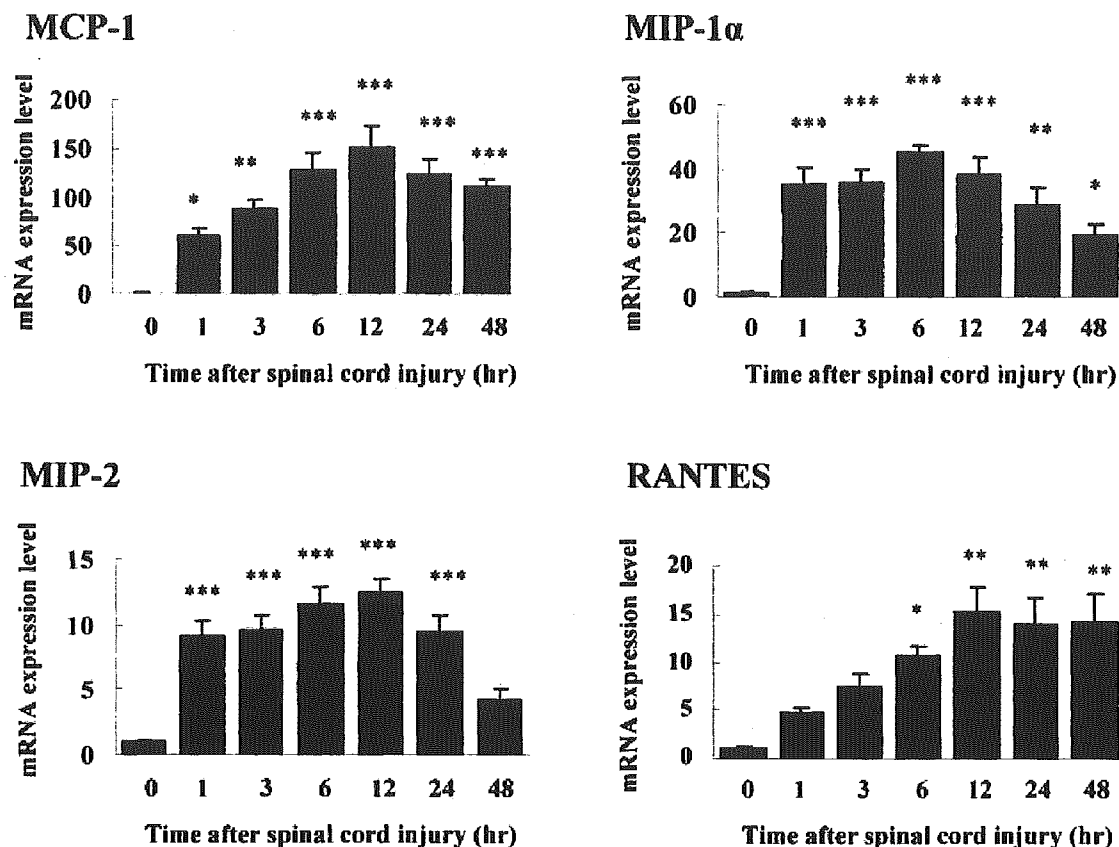 MCP-1
mRNA expression level
200
150
100
50
0
* ** *** *** *** ***
0 1 3 6 12 24 48
Time after spinal cord injury (hr)
MIP-1α
mRNA expression level
60
40
20
0
*** *** *** *** ** *
0 1 3 6 12 24 48
Time after spinal cord injury (hr)
MIP-2
mRNA expression level
15
10
5
0
*** *** *** *** ***
0 1 3 6 12 24 48
Time after spinal cord injury (hr)
RANTES
mRNA expression level
20
15
10
5
0
* ** ** **
0 1 3 6 12 24 48
Time after spinal cord injury (hr)